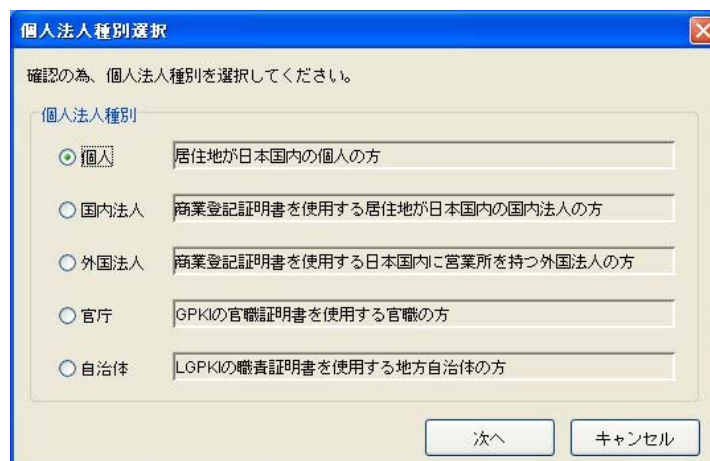 個人法人種別選択
確認の為、個人法人種別を選択してください。
個人法人種別
個人 居住地が日本国内の個人の方
国内法人 商業登記証明書を使用する居住地が日本国内の国内法人の方
外国法人 商業登記証明書を使用する日本国内に営業所を持つ外国法人の方
官庁 GPKIの官職証明書を使用する官職の方
自治体 LGPKIの職責証明書を使用する地方自治体の方
次へ キャンセル